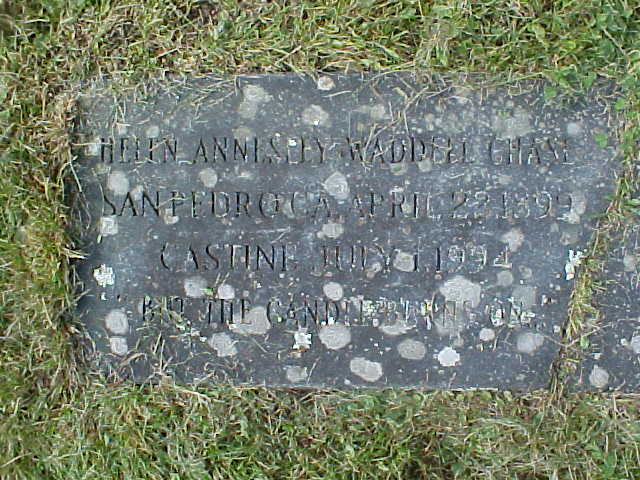 HELEN ANNESLEY WADDELL CHASE
SAN PEDRO CA APRIL 22 1899
CASTINE JULY 1 1994
"BUT THE CANDLE BURNS ON"